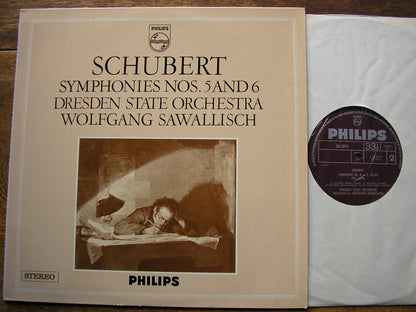 PHILIPS
SCHUBERT
SYMPHONIES NOS. 5 AND 6
DRESDEN STATE ORCHESTRA
WOLFGANG SAWALLISCH
STEREO
PHILIPS
PHILIPS
33⅓
2